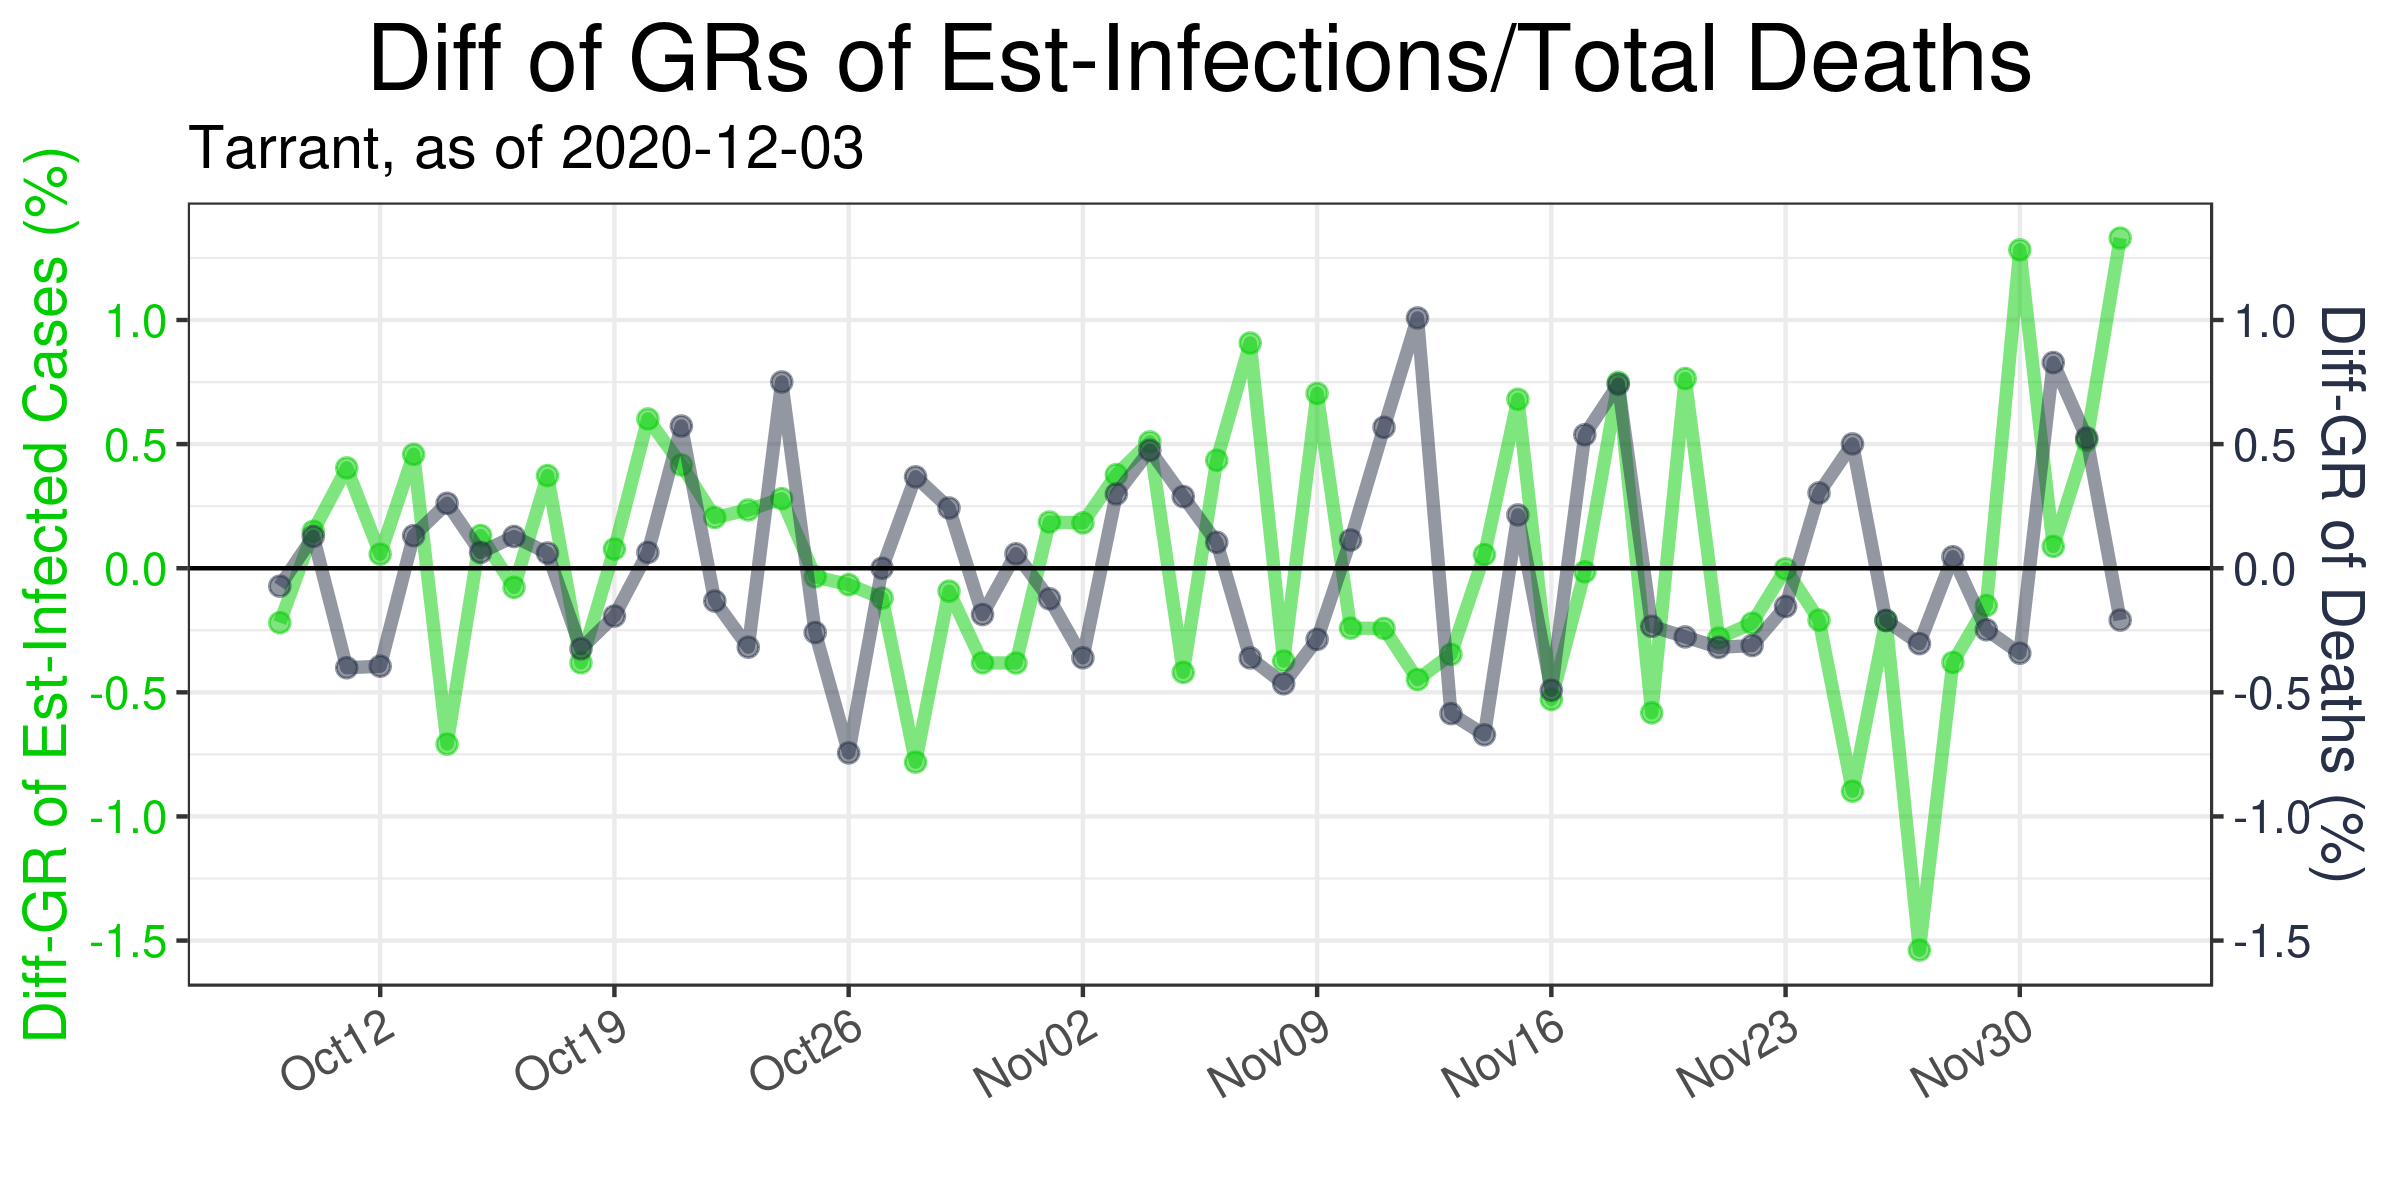 Diff of GRs of Est-Infections/Total Deaths
Tarrant, as of 2020-12-03
Diff-GR of Est-Infected Cases (%)
1.0
0.5
0.0
-0.5
-1.0
-1.5
1.0
0.5
0.0
-0.5
-1.0
-1.5
Diff-GR of Deaths (%)
Oct12
Oct19
Oct26
Nov02
Nov09
Nov16
Nov23
Nov30